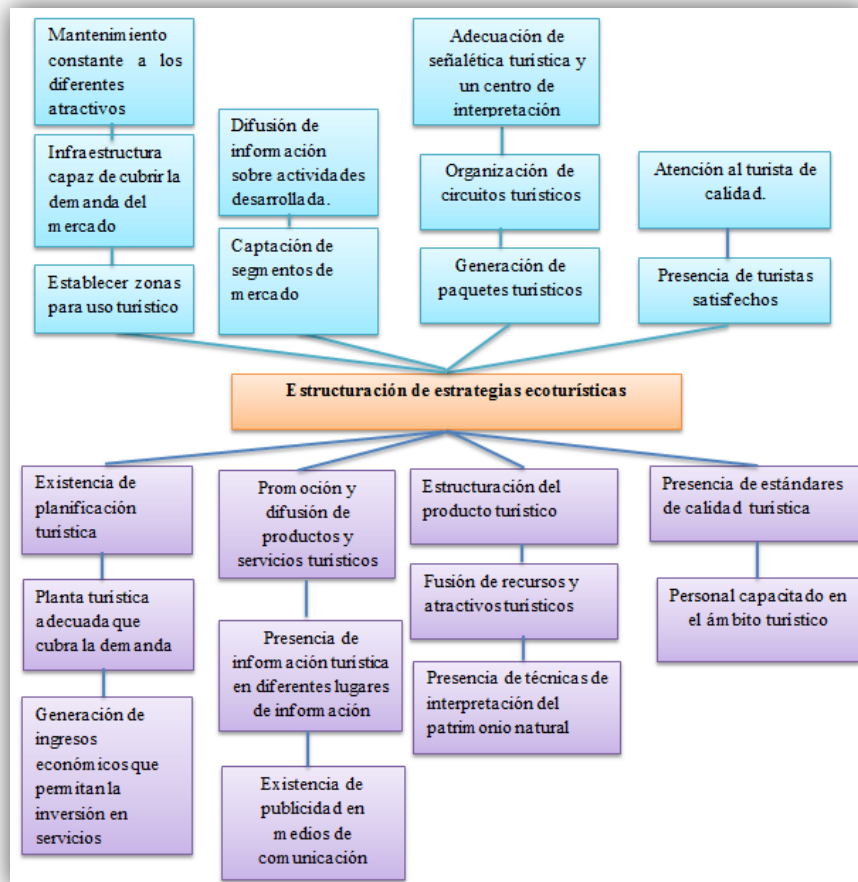 Mantenimiento
constante a los
diferentes
atractivos
Infraestructura
capaz de cubrir la
demanda del
mercado
Establecer zonas
para uso turístico
Difusión de
información
sobre actividades
desarrollada.
Captación de
segmentos de
mercado
Adecuación de
señalética turística y
un centro de
interpretación
Organización de
circuitos turísticos
Generación de
paquetes turísticos
Atención al turista de
calidad.
Presencia de turistas
satisfechos
Estructuración de estrategias ecoturísticas
Existencia de
planificación
turística
Planta turística
adecuada que
cubra la demanda
Generación de
ingresos
económicos que
permitan la
inversión en
servicios
Promoción y
difusión de
productos y
servicios turísticos
Presencia de
información turística
en diferentes lugares
de información
Existencia de
publicidad en
medios de
comunicación
Estructuración del
producto turístico
Fusión de recursos y
atractivos turísticos
Presencia de técnicas de
interpretación del
patrimonio natural
Presencia de estándares
de calidad turística
Personal capacitado en
el ámbito turístico